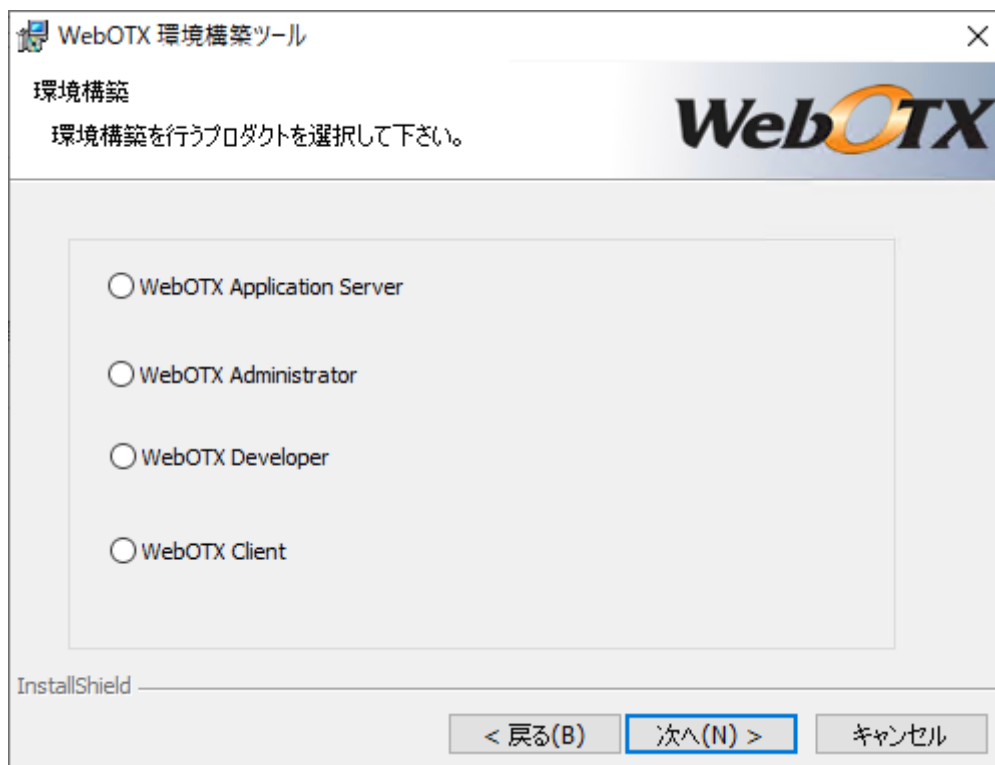 WebOTX 環境構築ツール
環境構築
環境構築を行うプロダクトを選択して下さい。
WebOTX
WebOTX Application Server
WebOTX Administrator
WebOTX Developer
WebOTX Client
InstallShield
< 戻る(B)
次へ(N) >
キャンセル